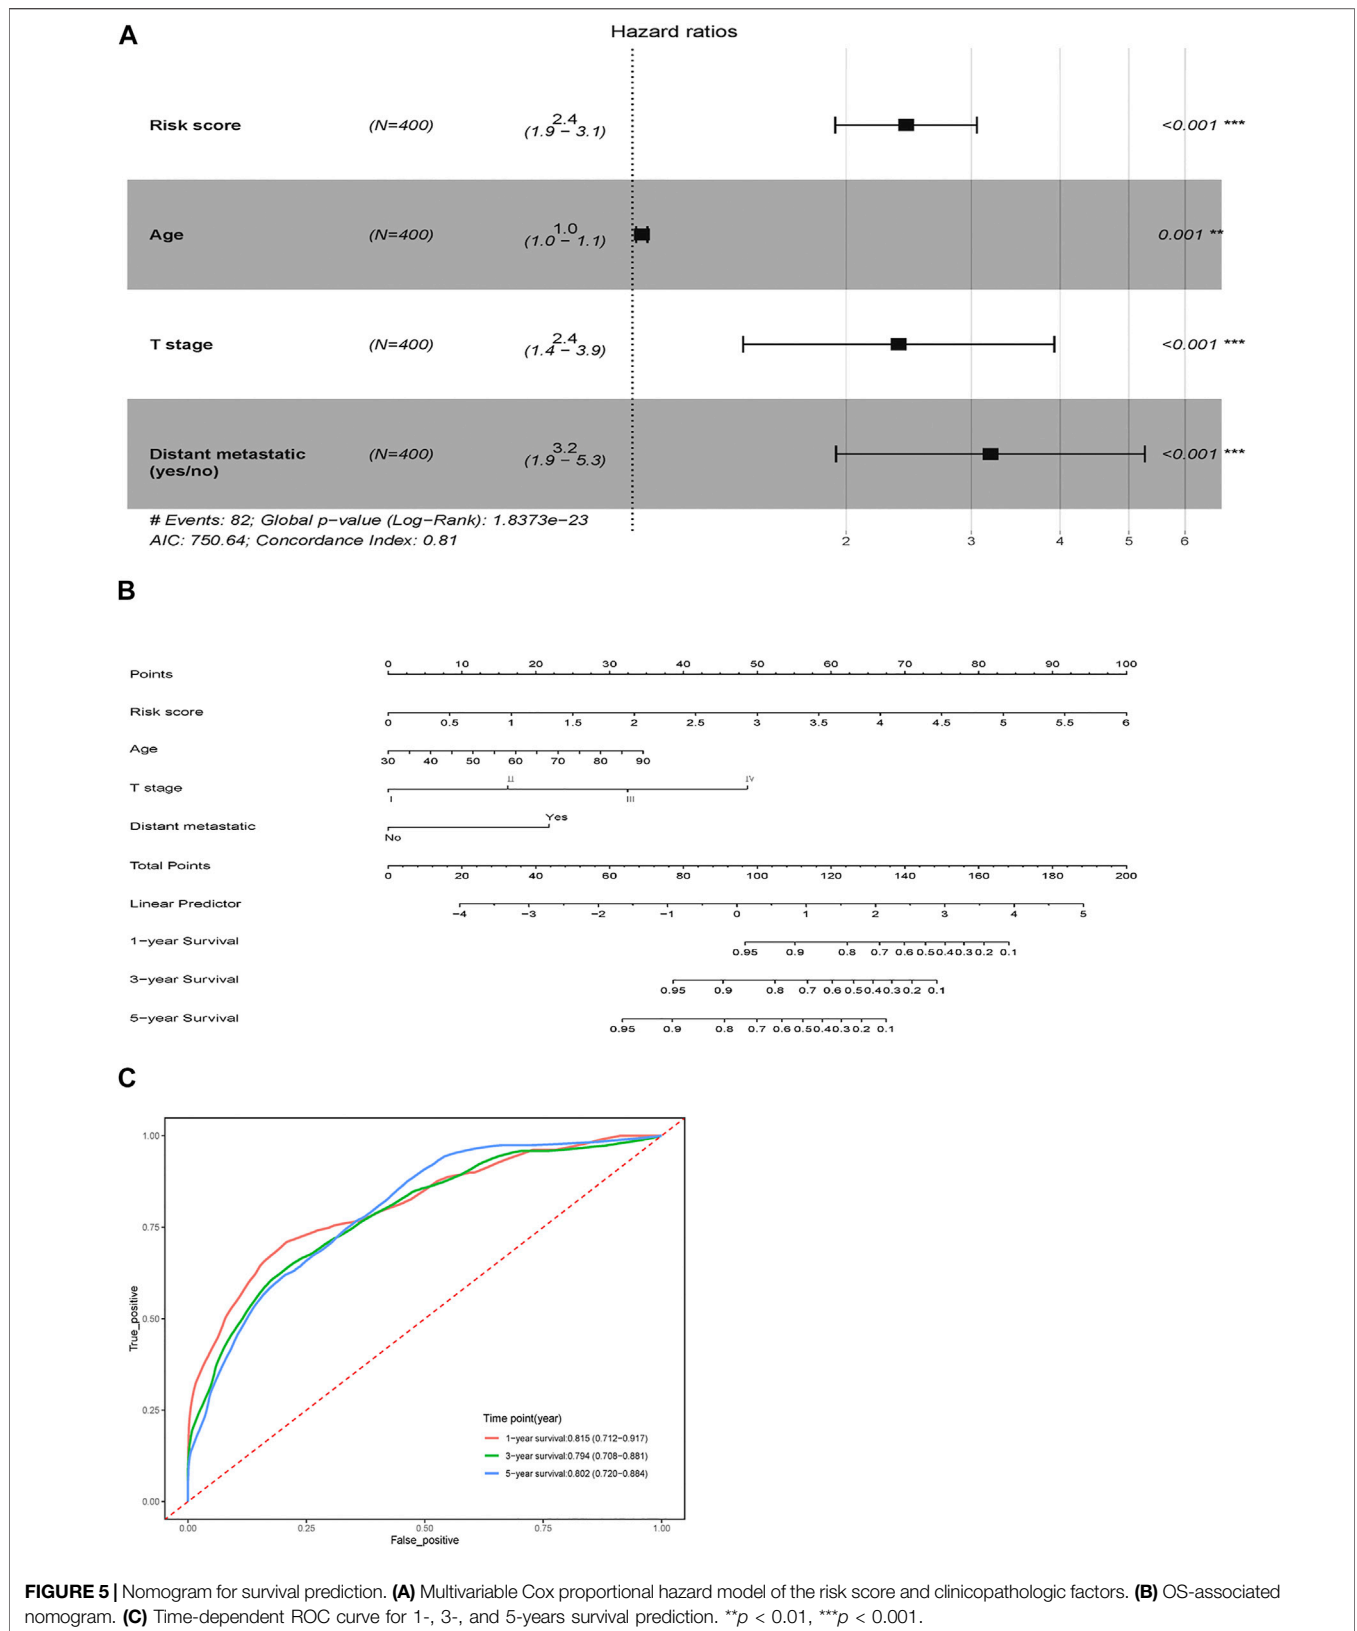 A
Hazard ratios
Risk score (N=400) 2.4 (1.9 − 3.1) <0.001 ***
Age (N=400) 1.0 (1.0 − 1.1) 0.001 **
T stage (N=400) 2.4 (1.4 − 3.9) <0.001 ***
Distant metastatic (yes/no) (N=400) 3.2 (1.9 − 5.3) <0.001 ***
# Events: 82; Global p−value (Log−Rank): 1.8373e−23
AIC: 750.64; Concordance Index: 0.81
2 3 4 5 6
B
0 10 20 30 40 50 60 70 80 90 100
Points
Risk score
0 0.5 1 1.5 2 2.5 3 3.5 4 4.5 5 5.5 6
Age
30 40 50 60 70 80 90
II IV
T stage
I III
Yes
Distant metastatic
No
Total Points
0 20 40 60 80 100 120 140 160 180 200
Linear Predictor
−4 −3 −2 −1 0 1 2 3 4 5
1−year Survival
0.95 0.9 0.8 0.7 0.6 0.5 0.4 0.3 0.2 0.1
3−year Survival
0.95 0.9 0.8 0.7 0.6 0.5 0.4 0.3 0.2 0.1
5−year Survival
0.95 0.9 0.8 0.7 0.6 0.5 0.4 0.3 0.2 0.1
C
1.00
0.75
0.50
0.25
0.00
True_positive
Time point(year)
1−year survival:0.815 (0.712−0.917)
3−year survival:0.794 (0.708−0.881)
5−year survival:0.802 (0.720−0.884)
0.00 0.25 0.50 0.75 1.00
False_positive
FIGURE 5 | Nomogram for survival prediction. (A) Multivariable Cox proportional hazard model of the risk score and clinicopathologic factors. (B) OS-associated
nomogram. (C) Time-dependent ROC curve for 1-, 3-, and 5-years survival prediction. **p < 0.01, ***p < 0.001.